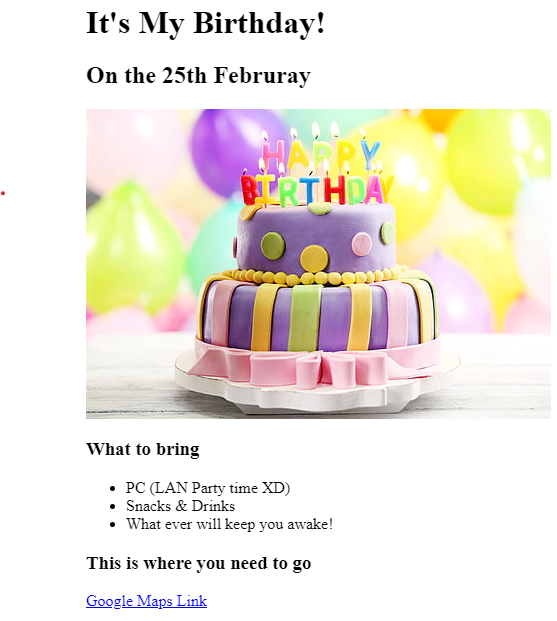 It's My Birthday!
On the 25th Februray
HAPPY
BIRTHDAY
What to bring
PC (LAN Party time XD)
Snacks & Drinks
What ever will keep you awake!
This is where you need to go
Google Maps Link